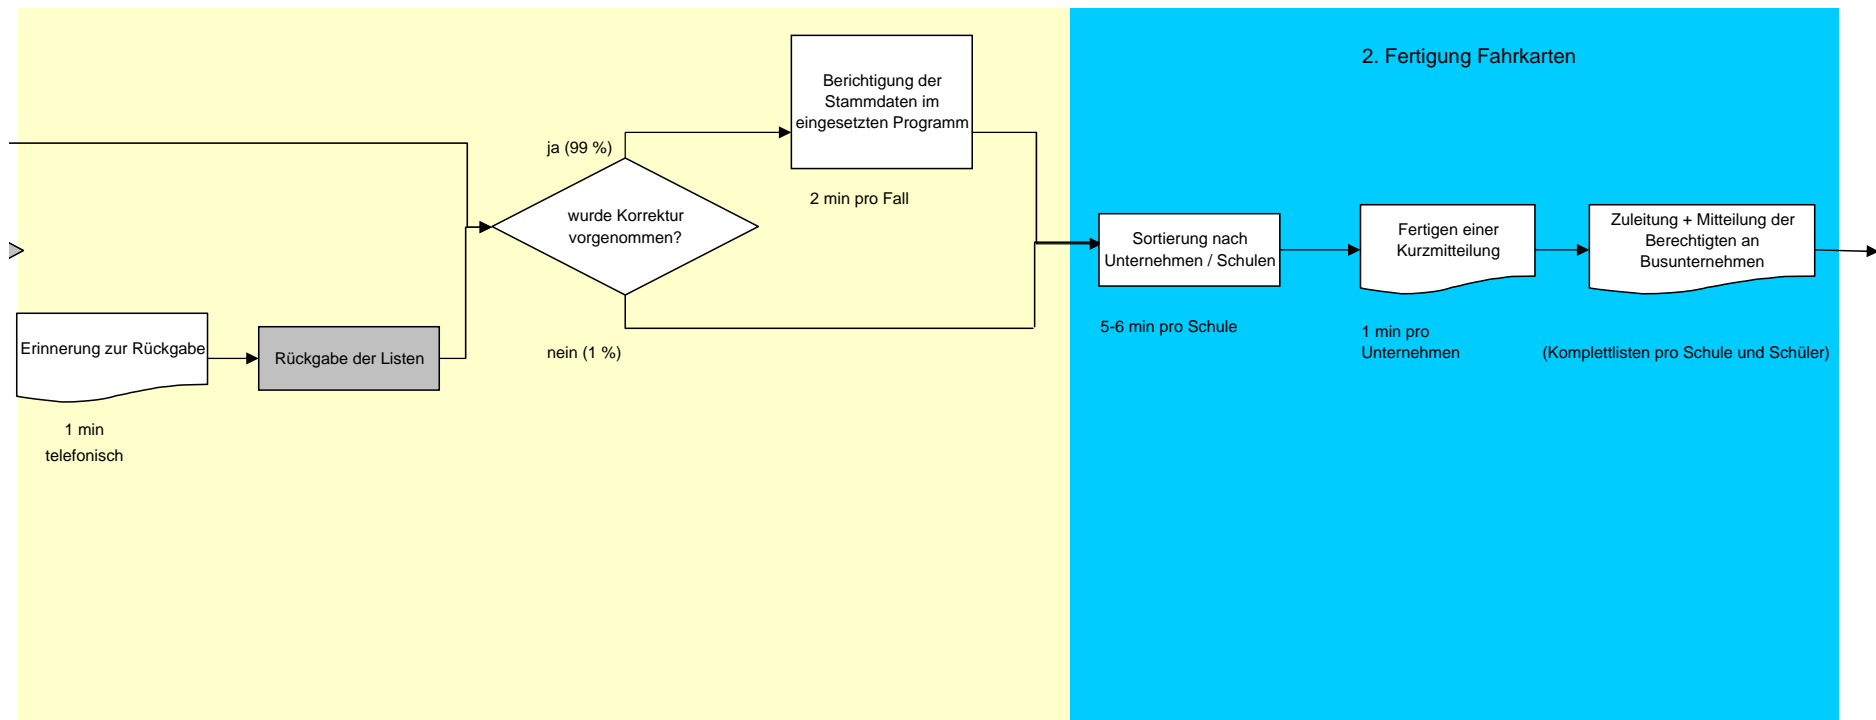 2. Fertigung Fahrkarten
Berichtigung der
Stammdaten im
eingesetzten Programm
ja (99 %)
2 min pro Fall
wurde Korrektur
vorgenommen?
Sortierung nach
Unternehmen / Schulen
Fertigen einer
Kurzmitteilung
Zuleitung + Mitteilung der
Berechtigten an
Busunternehmen
5-6 min pro Schule
1 min pro
Unternehmen
(Komplettlisten pro Schule und Schüler)
Erinnerung zur Rückgabe
Rückgabe der Listen
nein (1 %)
1 min
telefonisch